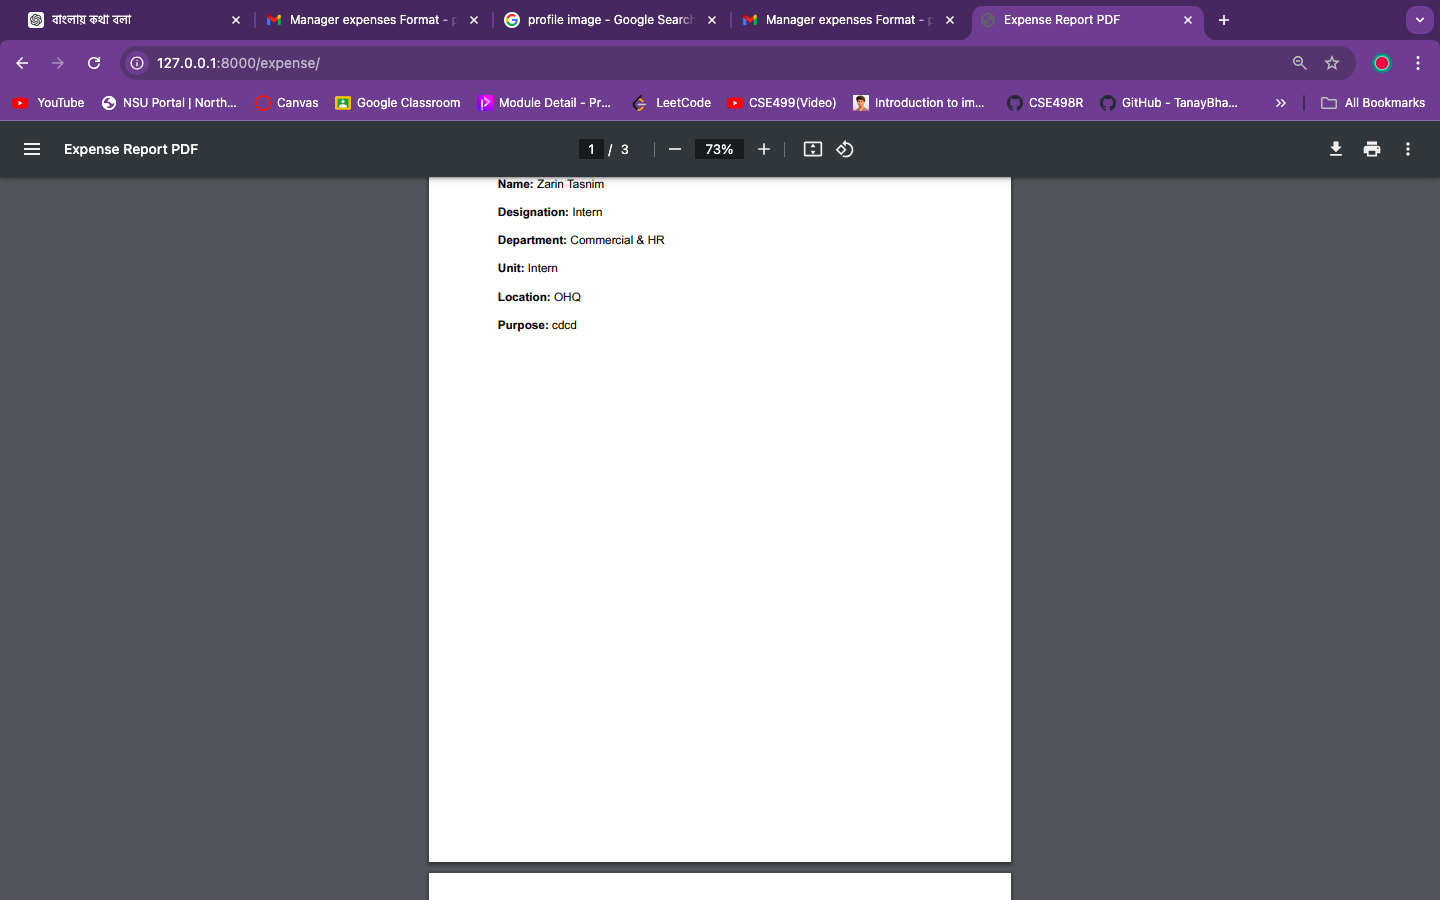 বাংলায় কথা বলা
Manager expenses Format - p
profile image - Google Search
Manager expenses Format - p
Expense Report PDF
127.0.0.1:8000/expense/
YouTube
NSU Portal | North...
Canvas
Google Classroom
Module Detail - Pr...
LeetCode
CSE499(Video)
Introduction to im...
CSE498R
GitHub - TanayBha...
All Bookmarks
Expense Report PDF
1 / 3
73%
Name: Zarin Tasnim
Designation: Intern
Department: Commercial & HR
Unit: Intern
Location: OHQ
Purpose: cdcd